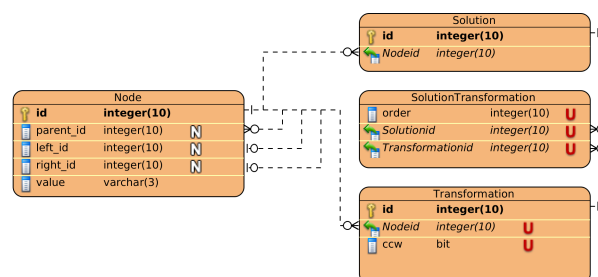 Solution
id integer(10)
Nodeid integer(10)
Node
id integer(10)
parent_id integer(10) N
left_id integer(10) N
right_id integer(10) N
value varchar(3)
SolutionTransformation
order integer(10) U
Solutionid integer(10) U
Transformationid integer(10) U
Transformation
id integer(10)
Nodeid integer(10) U
ccw bit U